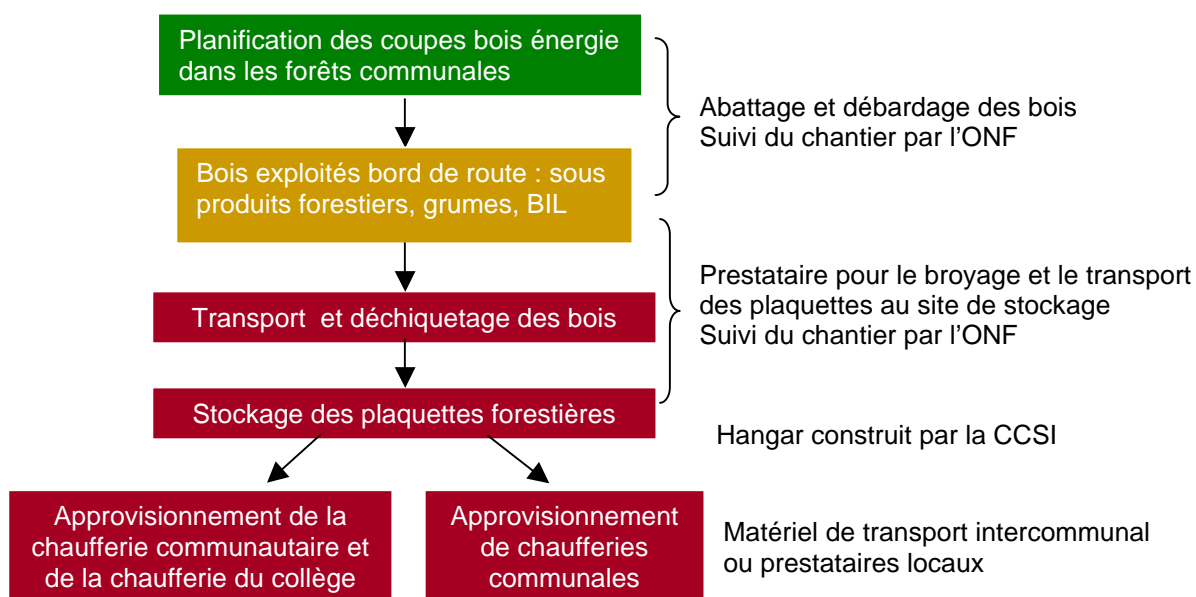 Planification des coupes bois énergie
dans les forêts communales
Abattage et débardage des bois
Suivi du chantier par l'ONF
Bois exploités bord de route : sous
produits forestiers, grumes, BIL
Prestataire pour le broyage et le transport
des plaquettes au site de stockage
Suivi du chantier par l'ONF
Transport et déchiquetage des bois
Stockage des plaquettes forestières
Hangar construit par la CCSI
Approvisionnement de la
chaufferie communautaire et
de la chaufferie du collège
Approvisionnement
de chaufferies
communales
Matériel de transport intercommunal
ou prestataires locaux